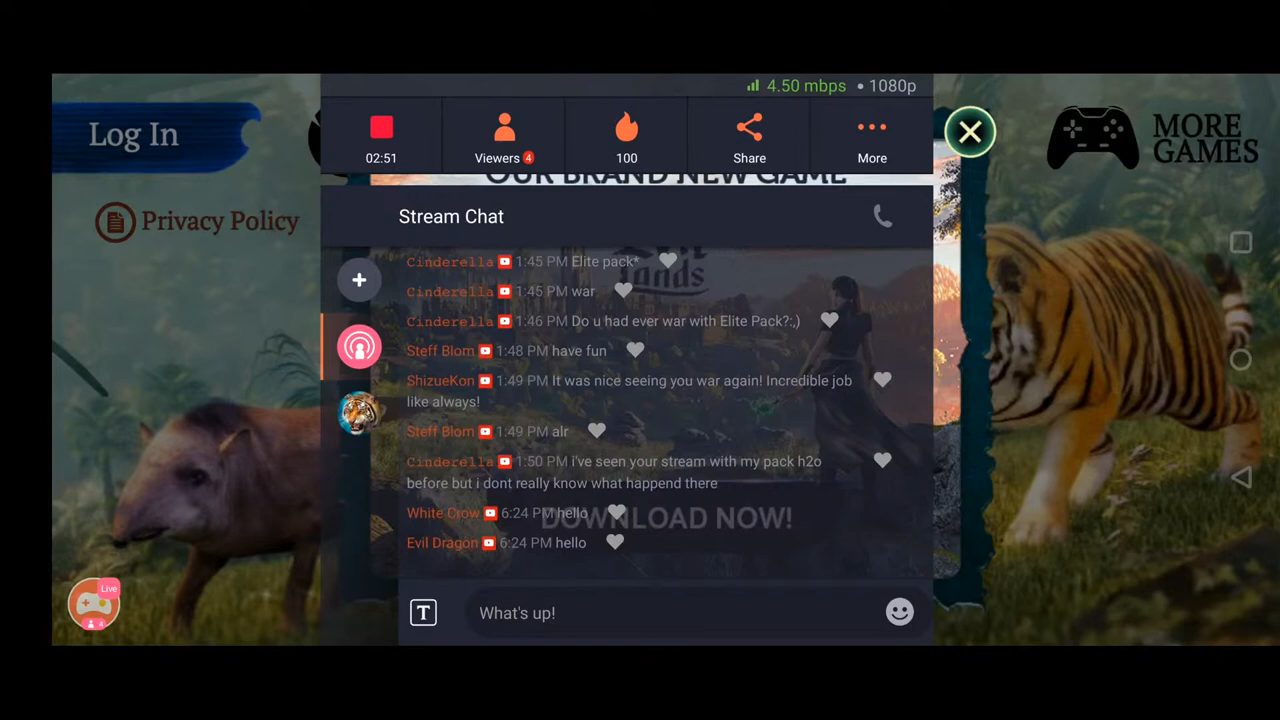 4.50 mbps • 1080p
Log In
02:51
Viewers 4
100
Share
More
MORE
GAMES
OUR BRAND NEW GAME
Privacy Policy
Stream Chat
lands
Cinderella 1:45 PM Elite pack*
Cinderella 1:45 PM war
Cinderella 1:46 PM Do u had ever war with Elite Pack?:,)
Steff Blom 1:48 PM have fun
ShizueKon 1:49 PM It was nice seeing you war again! Incredible job
like always!
Steff Blom 1:49 PM alr
Cinderella 1:50 PM i've seen your stream with my pack h2o
before but i dont really know what happend there
White Crow 6:24 PM hello
DOWNLOAD NOW!
Evil Dragon 6:24 PM hello
Live
4
T
What's up!